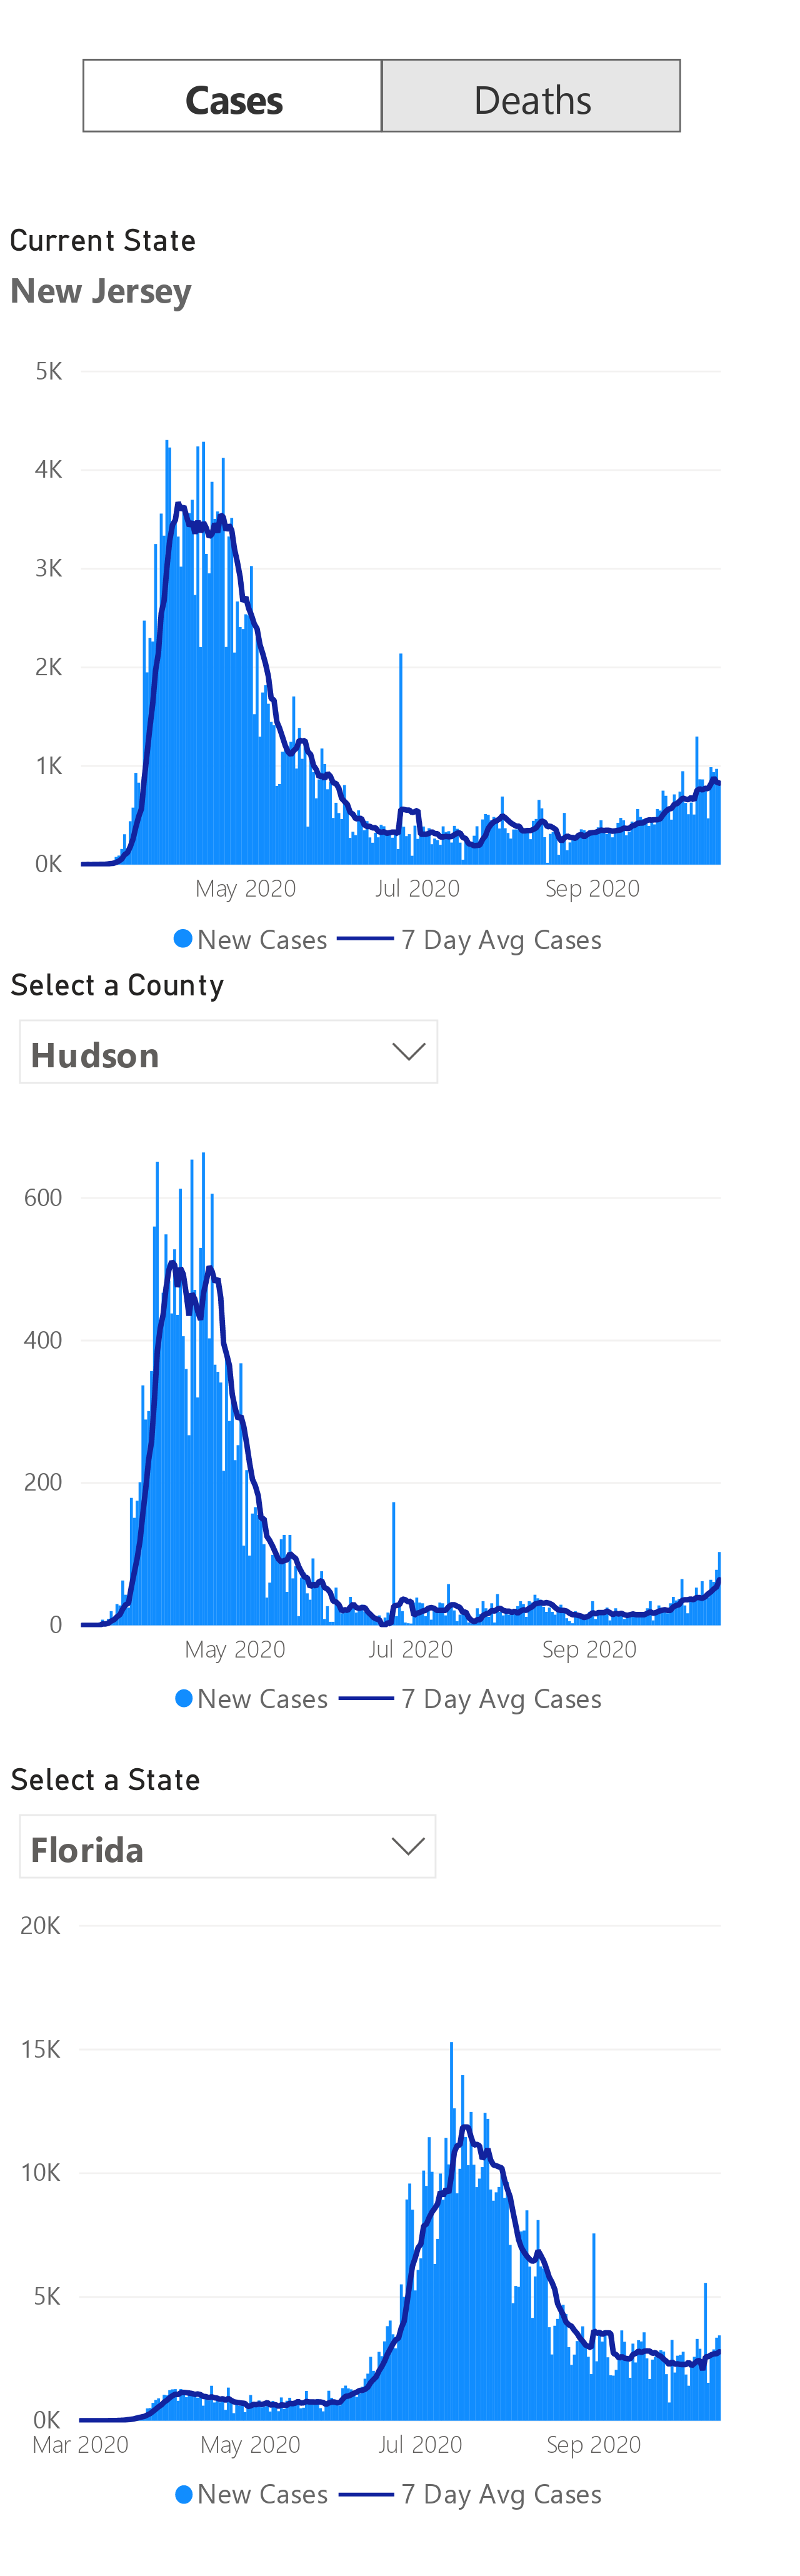 Cases Deaths
Current State
New Jersey
5K
4K
3K
2K
1K
0K
May 2020 Jul 2020 Sep 2020
New Cases 7 Day Avg Cases
Select a County
Hudson
600
400
200
0
May 2020 Jul 2020 Sep 2020
New Cases 7 Day Avg Cases
Select a State
Florida
20K
15K
10K
5K
0K
Mar 2020 May 2020 Jul 2020 Sep 2020
New Cases 7 Day Avg Cases